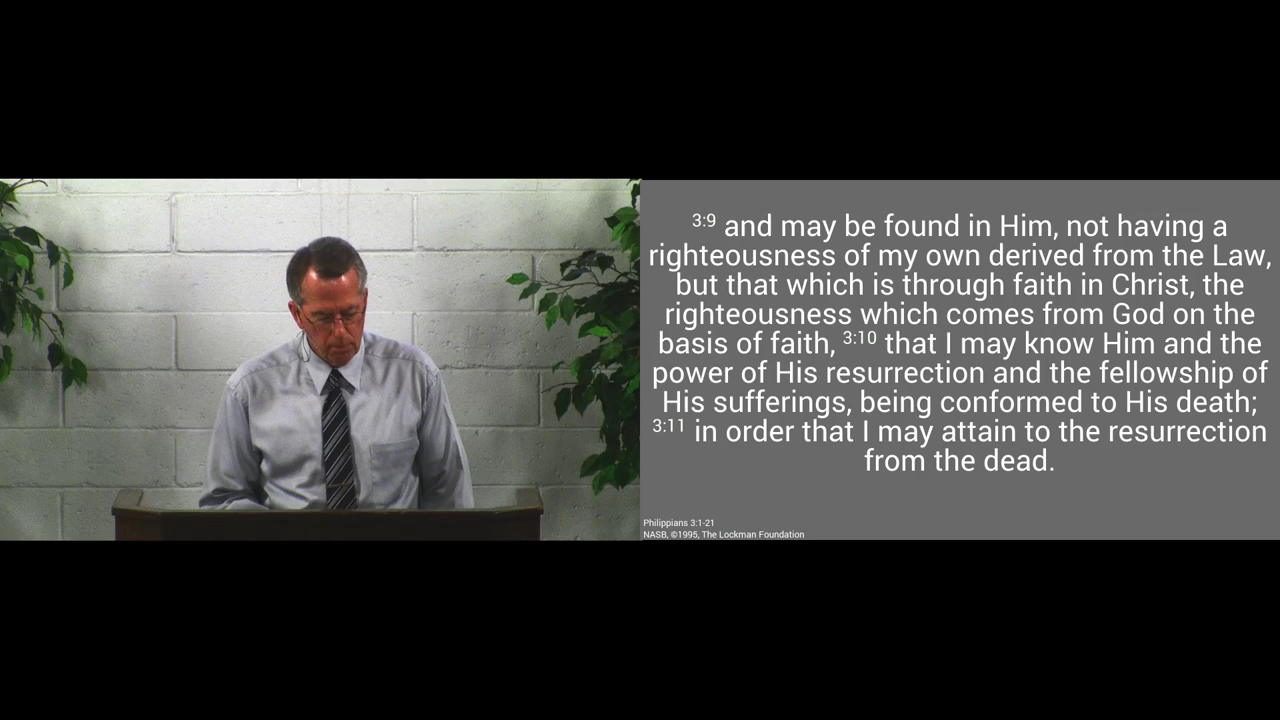 3:9 and may be found in Him, not having a
righteousness of my own derived from the Law,
but that which is through faith in Christ, the
righteousness which comes from God on the
basis of faith, 3:10 that I may know Him and the
power of His resurrection and the fellowship of
His sufferings, being conformed to His death;
3:11 in order that I may attain to the resurrection
from the dead.
Philippians 3:1-21
NASB, ©1995, The Lockman Foundation